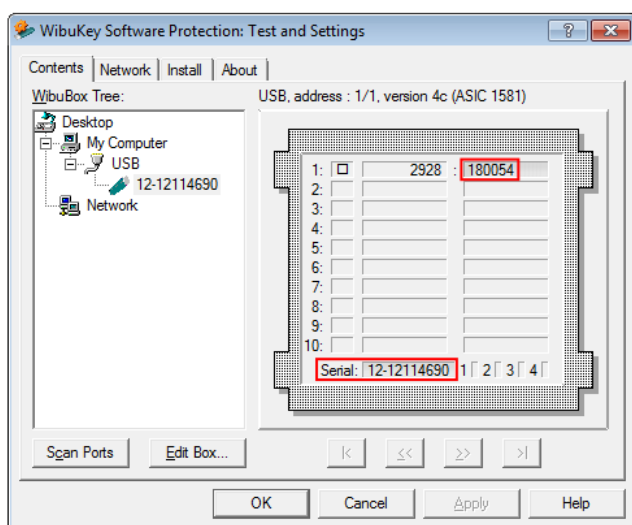 WibuKey Software Protection: Test and Settings
Contents Network Install About
WibuBox Tree:
USB, address : 1/1, version 4c (ASIC 1581)
Desktop
My Computer
USB
12-12114690
Network
1: 2928 : 180054
2:
3:
4:
5:
6:
7:
8:
9:
10:
Serial: 12-12114690 1 2 3 4
Scan Ports Edit Box... |< << >> >|
OK Cancel Apply Help